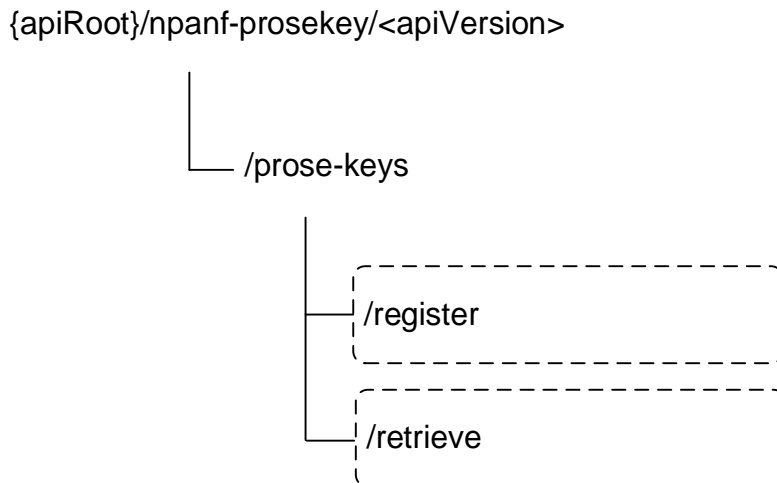 {apiRoot}/npanf-prosekey/<apiVersion>
/prose-keys
/register
/retrieve